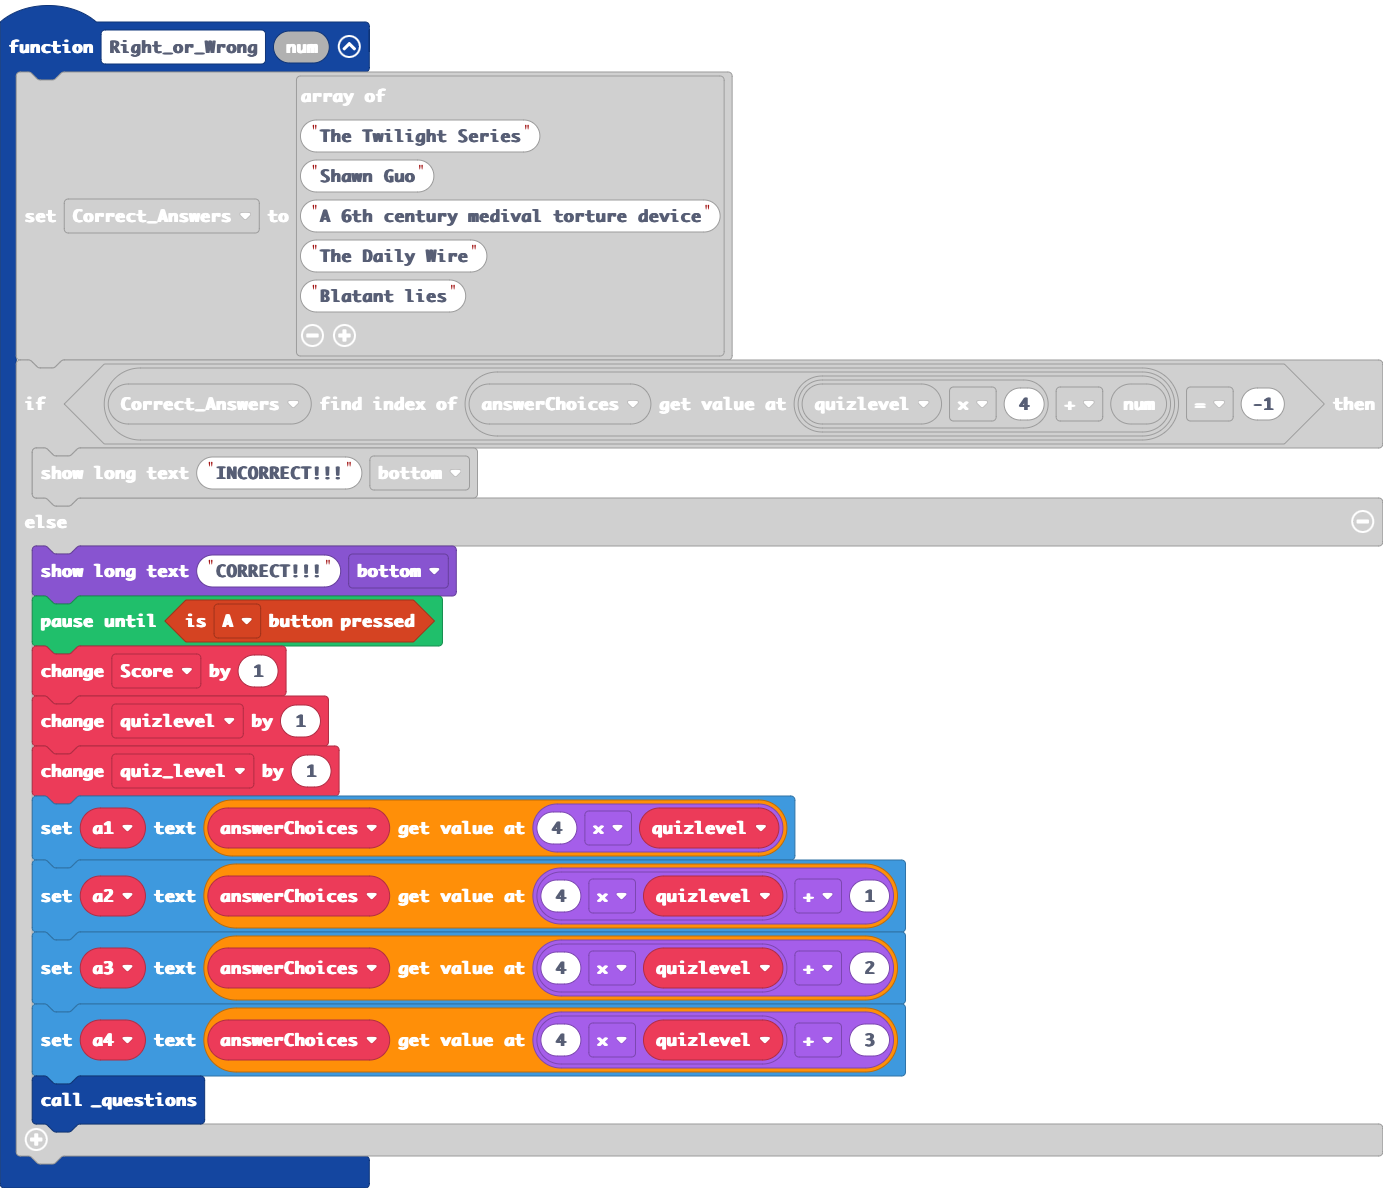 function Right_or_Wrong num
array of
"The Twilight Series"
"Shawn Guo"
set Correct_Answers to "A 6th century medival torture device"
"The Daily Wire"
"Blatant lies"
if Correct_Answers find index of answerChoices get value at quizlevel x 4 + num = -1 then
show long text "INCORRECT!!!" bottom
else
show long text "CORRECT!!!" bottom
pause until is A button pressed
change Score by 1
change quizlevel by 1
change quiz_level by 1
set a1 text answerChoices get value at 4 x quizlevel
set a2 text answerChoices get value at 4 x quizlevel + 1
set a3 text answerChoices get value at 4 x quizlevel + 2
set a4 text answerChoices get value at 4 x quizlevel + 3
call _questions